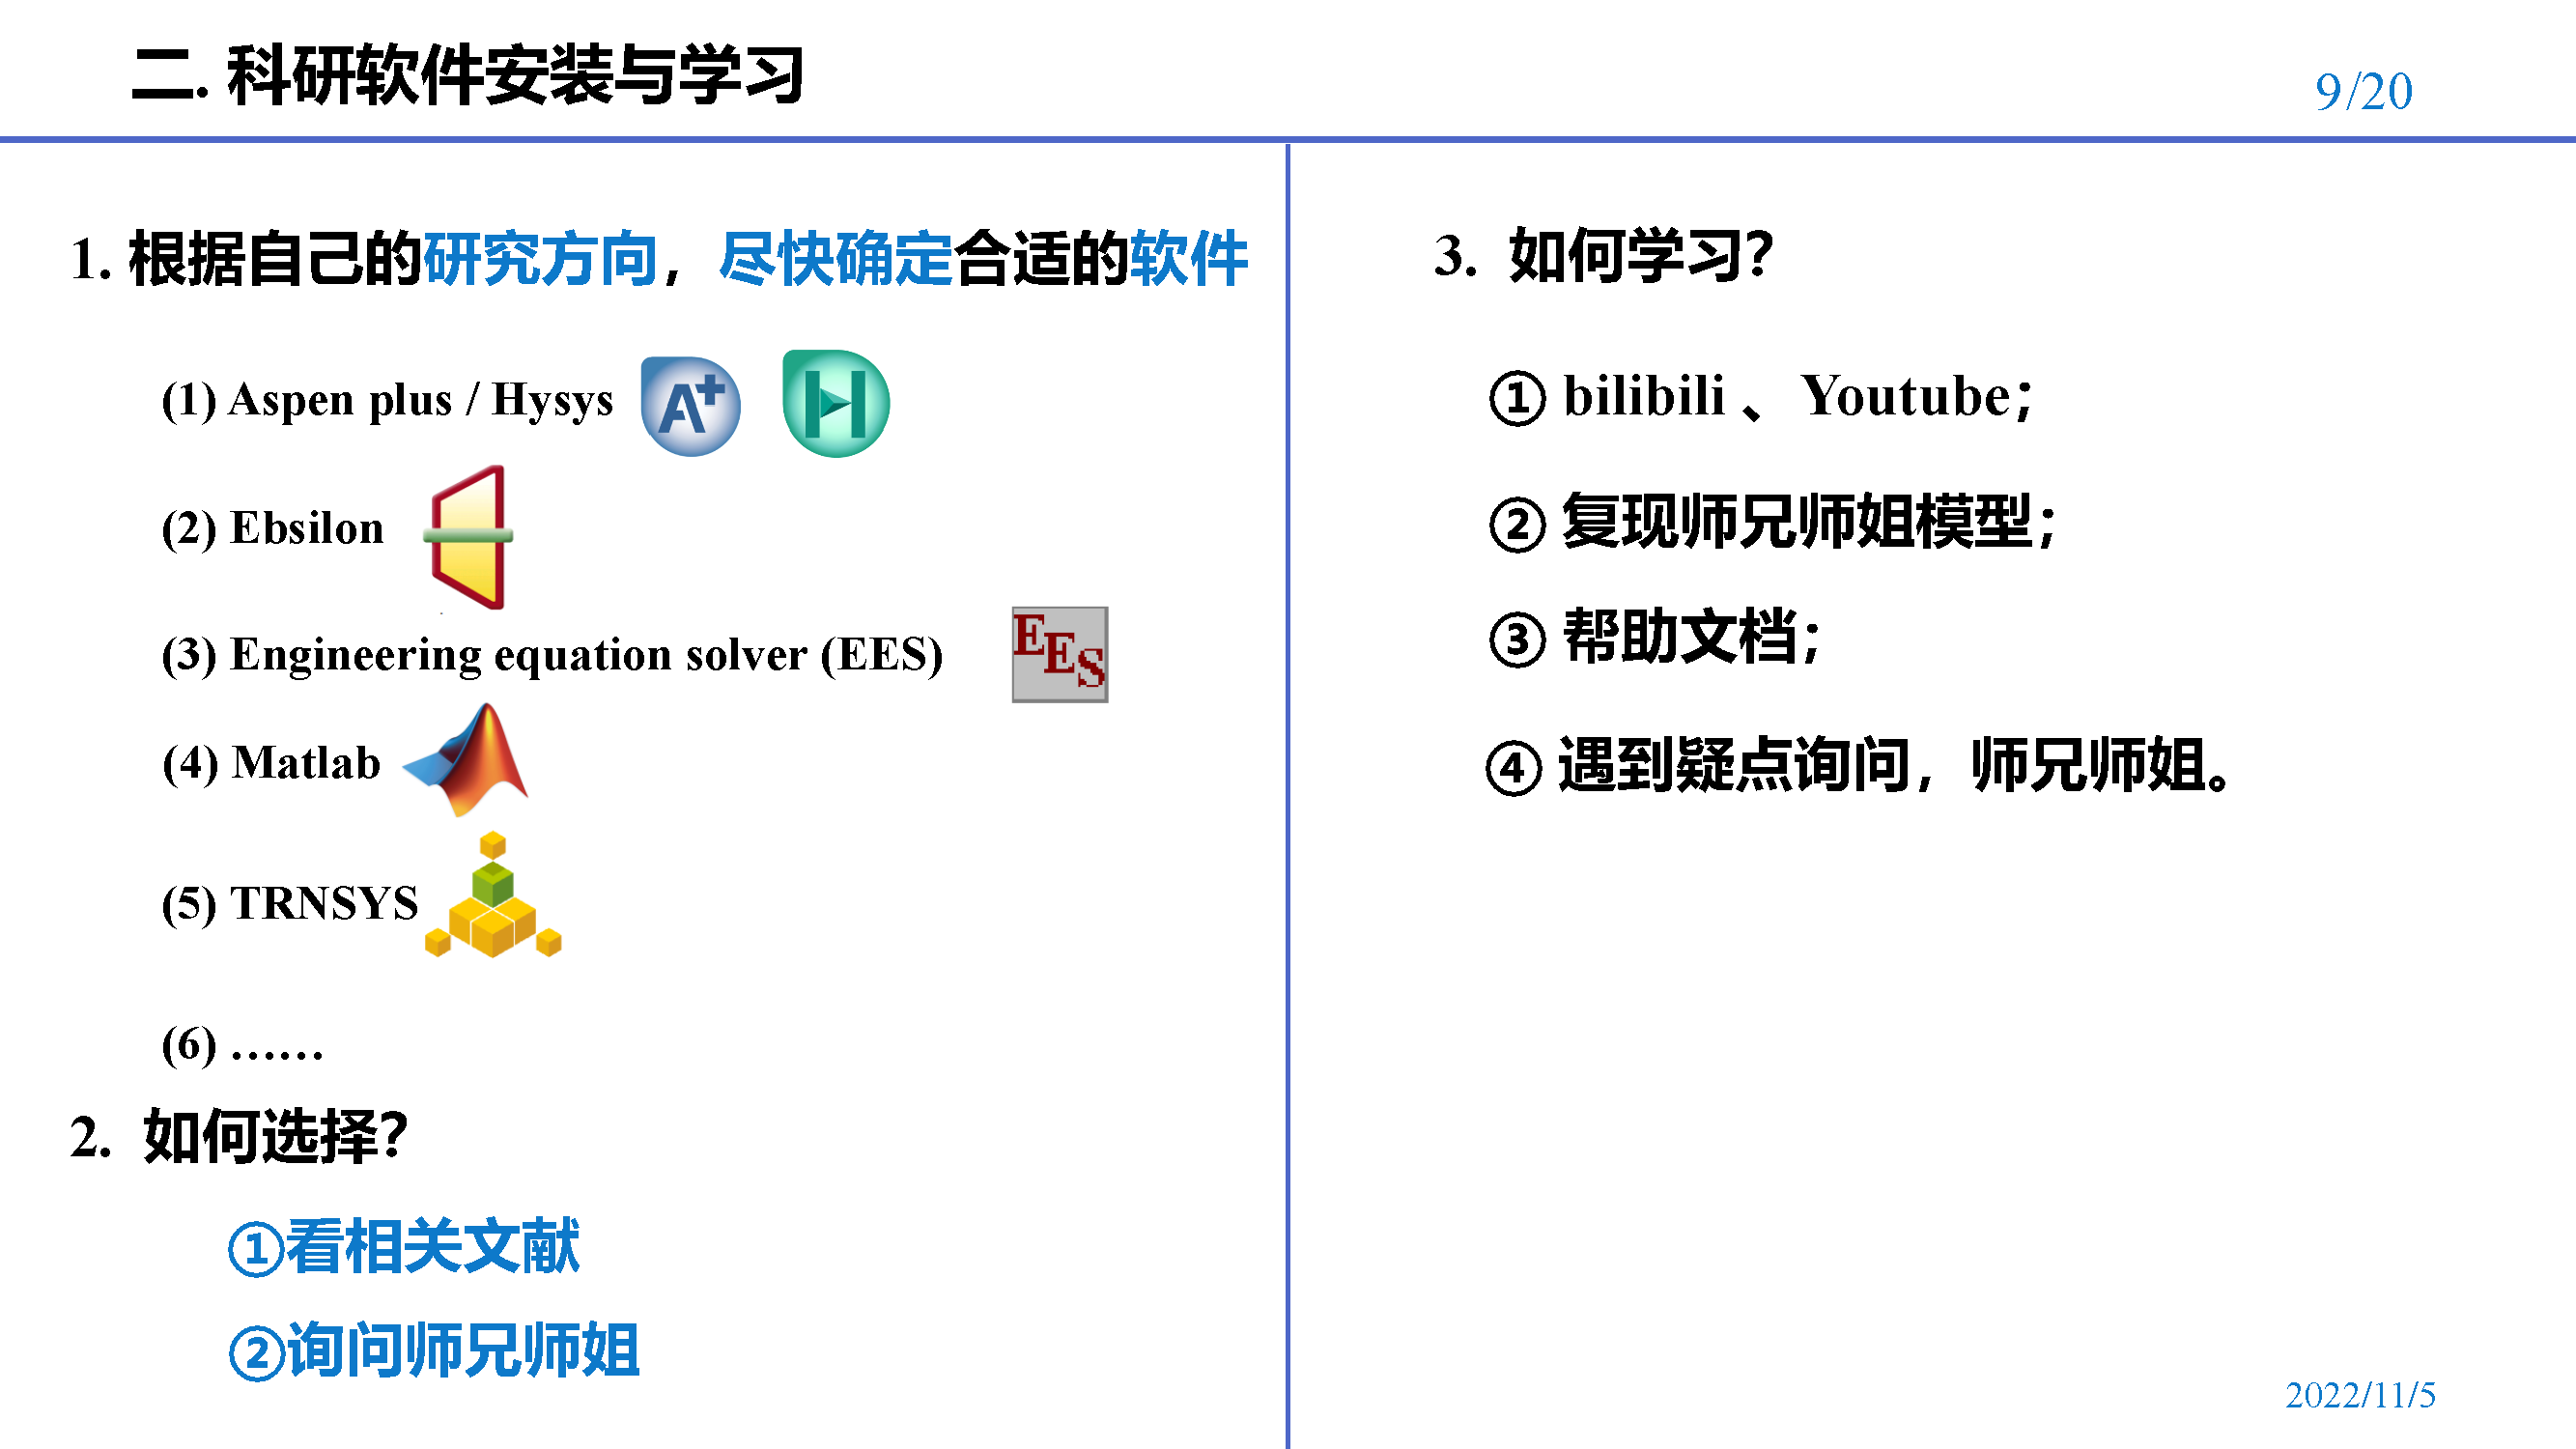 二. 科研软件安装与学习
9/20
1. 根据自己的研究方向，尽快确定合适的软件
(1) Aspen plus / Hysys
A+
H
(2) Ebsilon
(3) Engineering equation solver (EES)
EES
(4) Matlab
(5) TRNSYS
(6) ……
2. 如何选择？
①看相关文献
②询问师兄师姐
3. 如何学习？
① bilibili 、Youtube；
② 复现师兄师姐模型；
③ 帮助文档；
④ 遇到疑点询问，师兄师姐。
2022/11/5